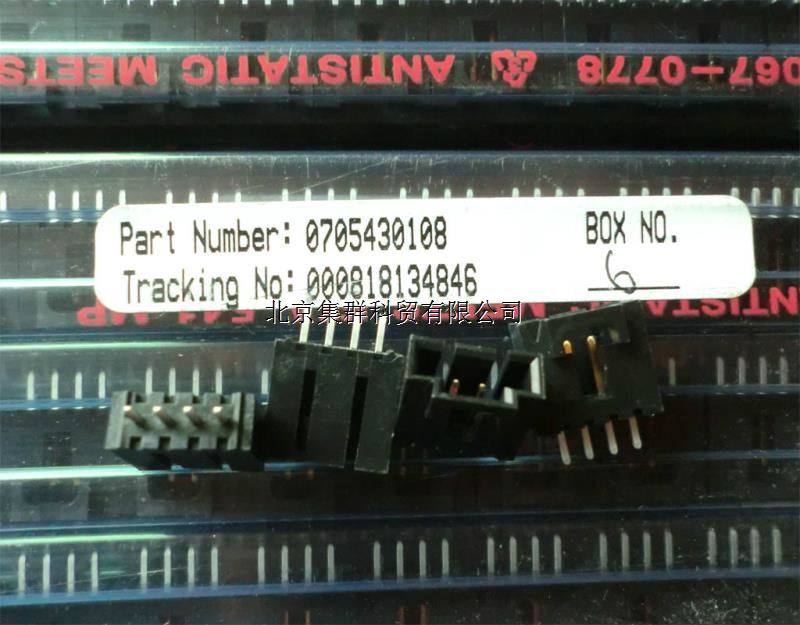 067-0778 ANTISTATIC MEETS
Part Number: 0705430108 BOX NO.
Tracking No: 000818134846 6
ANTISTATIC
北京集群科贸有限公司